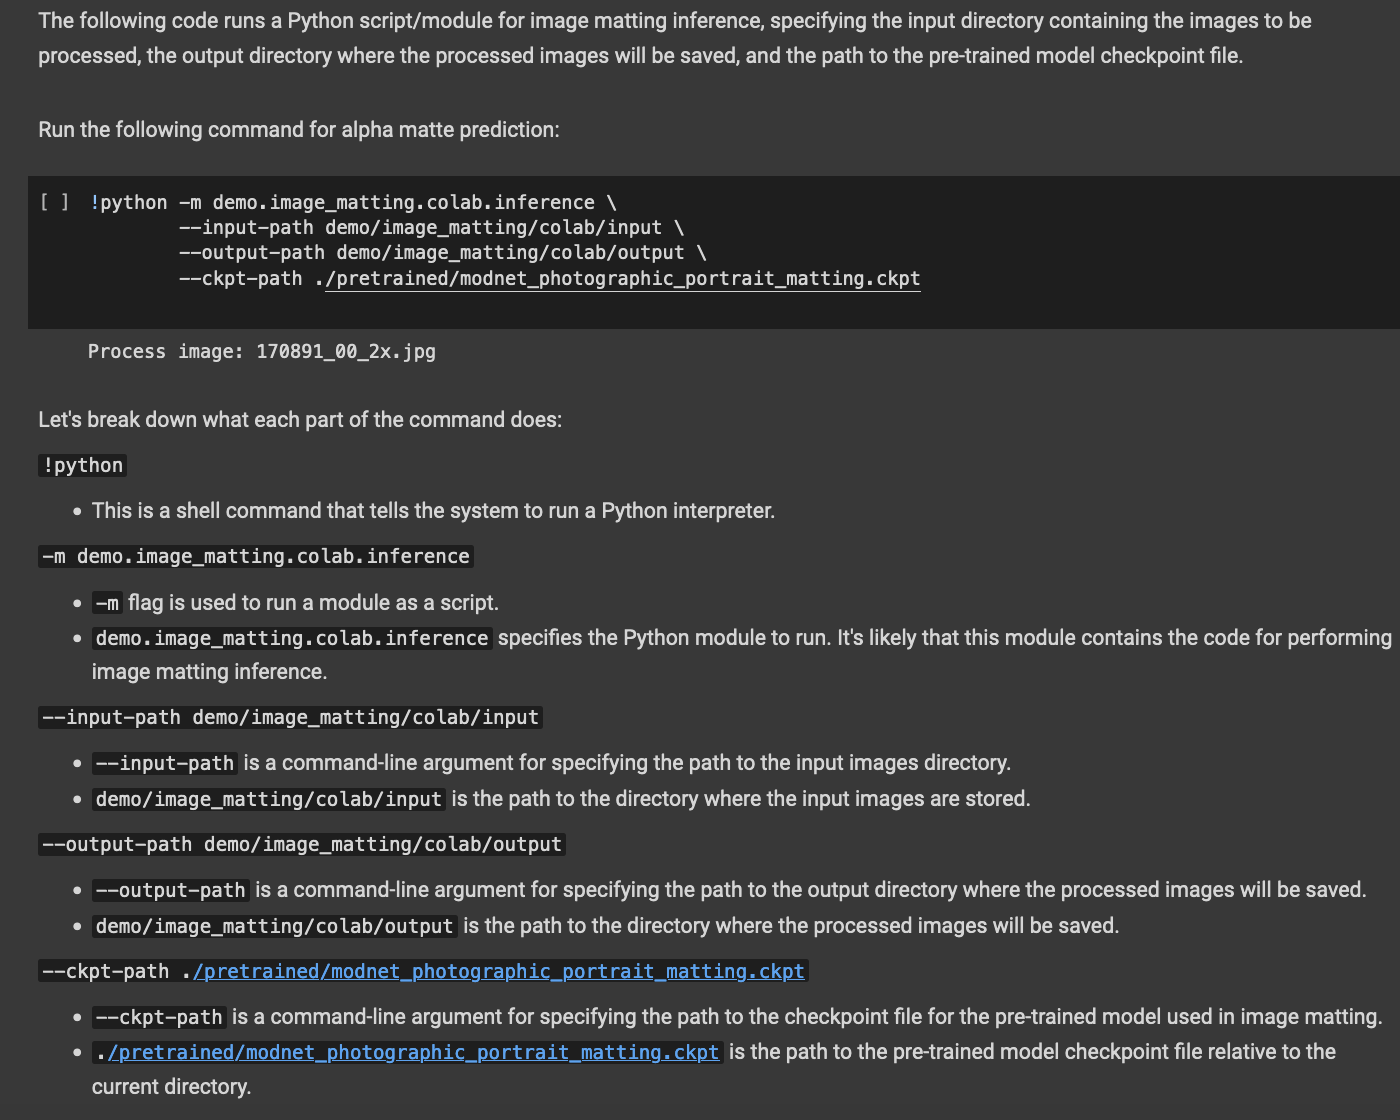 The following code runs a Python script/module for image matting inference, specifying the input directory containing the images to be
processed, the output directory where the processed images will be saved, and the path to the pre-trained model checkpoint file.
Run the following command for alpha matte prediction:
[ ] !python -m demo.image_matting.colab.inference \
--input-path demo/image_matting/colab/input \
--output-path demo/image_matting/colab/output \
--ckpt-path ./pretrained/modnet_photographic_portrait_matting.ckpt
Process image: 170891_00_2x.jpg
Let's break down what each part of the command does:
!python
• This is a shell command that tells the system to run a Python interpreter.
-m demo.image_matting.colab.inference
• -m flag is used to run a module as a script.
• demo.image_matting.colab.inference specifies the Python module to run. It's likely that this module contains the code for performing
image matting inference.
--input-path demo/image_matting/colab/input
• --input-path is a command-line argument for specifying the path to the input images directory.
• demo/image_matting/colab/input is the path to the directory where the input images are stored.
--output-path demo/image_matting/colab/output
• --output-path is a command-line argument for specifying the path to the output directory where the processed images will be saved.
• demo/image_matting/colab/output is the path to the directory where the processed images will be saved.
--ckpt-path ./pretrained/modnet_photographic_portrait_matting.ckpt
• --ckpt-path is a command-line argument for specifying the path to the checkpoint file for the pre-trained model used in image matting.
• ./pretrained/modnet_photographic_portrait_matting.ckpt is the path to the pre-trained model checkpoint file relative to the
current directory.